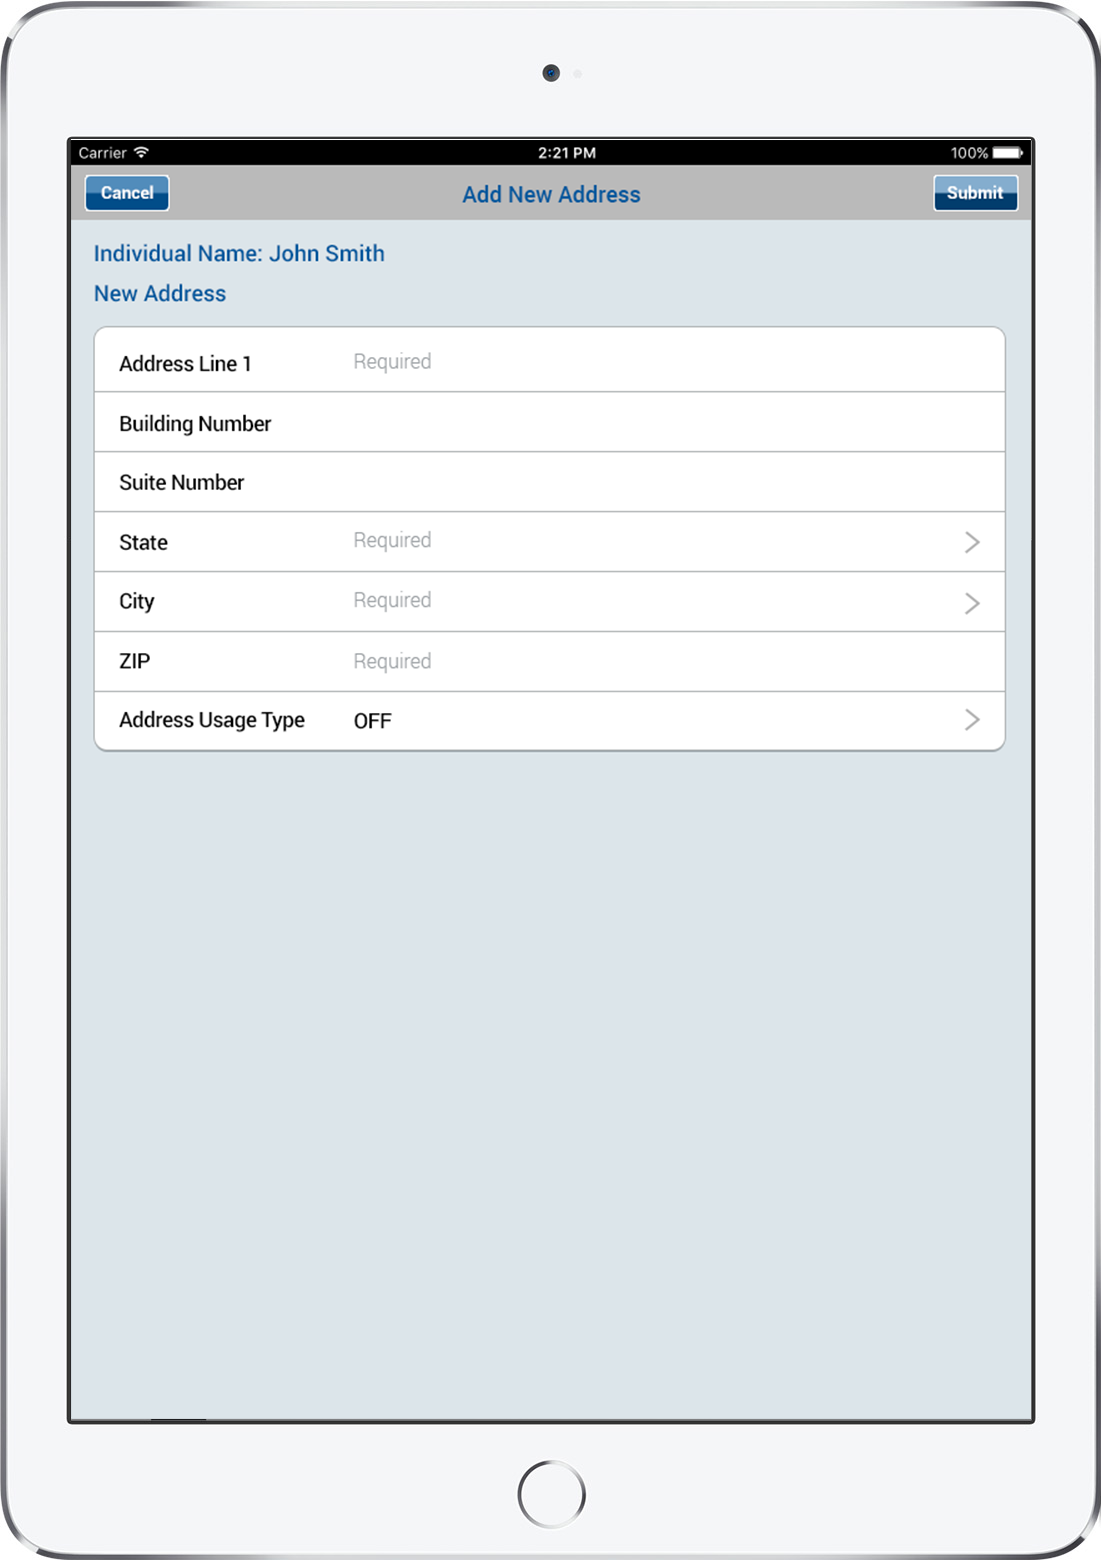 Carrier 2:21 PM 100%
Cancel Add New Address Submit
Individual Name: John Smith
New Address
Address Line 1 Required
Building Number
Suite Number
State Required
City Required
ZIP Required
Address Usage Type OFF